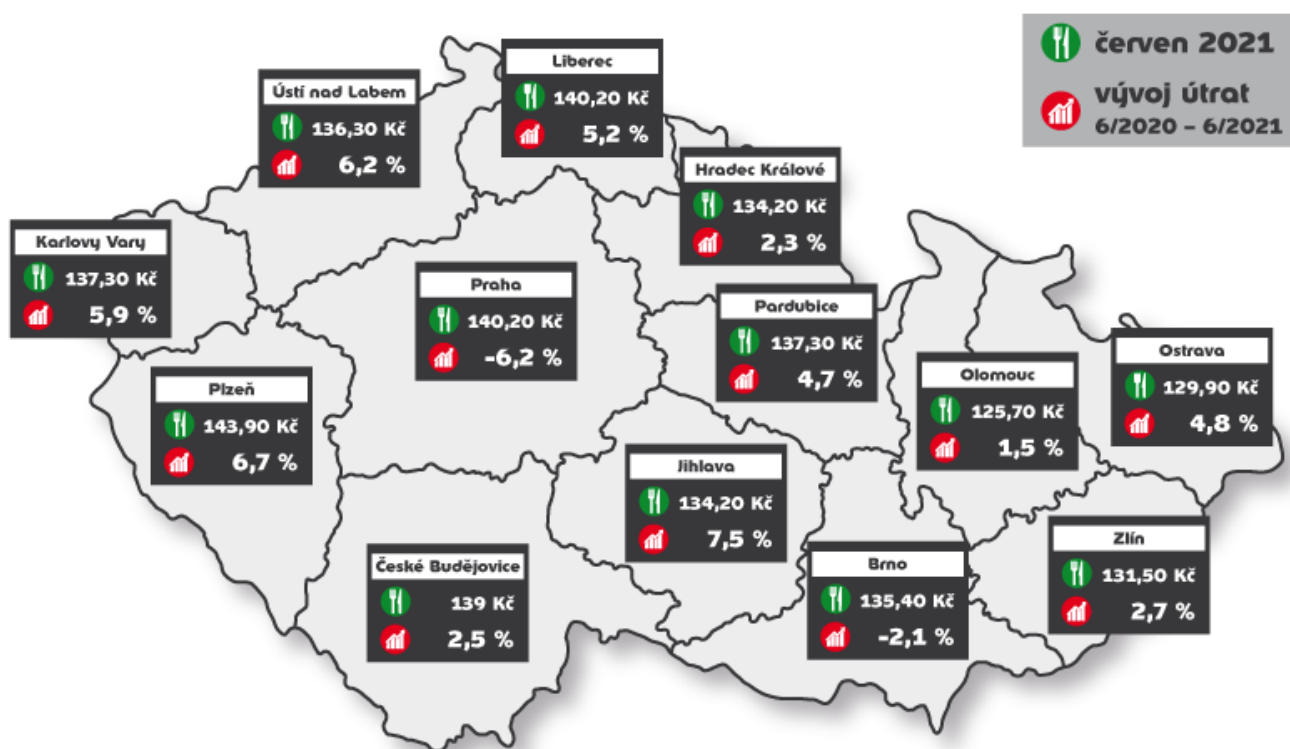 červen 2021
vývoj útrat
6/2020 – 6/2021
Liberec
140,20 Kč
5,2 %
Ústí nad Labem
136,30 Kč
6,2 %
Hradec Králové
134,20 Kč
2,3 %
Karlovy Vary
137,30 Kč
5,9 %
Praha
140,20 Kč
-6,2 %
Pardubice
137,30 Kč
4,7 %
Ostrava
129,90 Kč
4,8 %
Plzeň
143,90 Kč
6,7 %
Olomouc
125,70 Kč
1,5 %
Jihlava
134,20 Kč
7,5 %
Zlín
131,50 Kč
2,7 %
České Budějovice
139 Kč
2,5 %
Brno
135,40 Kč
-2,1 %